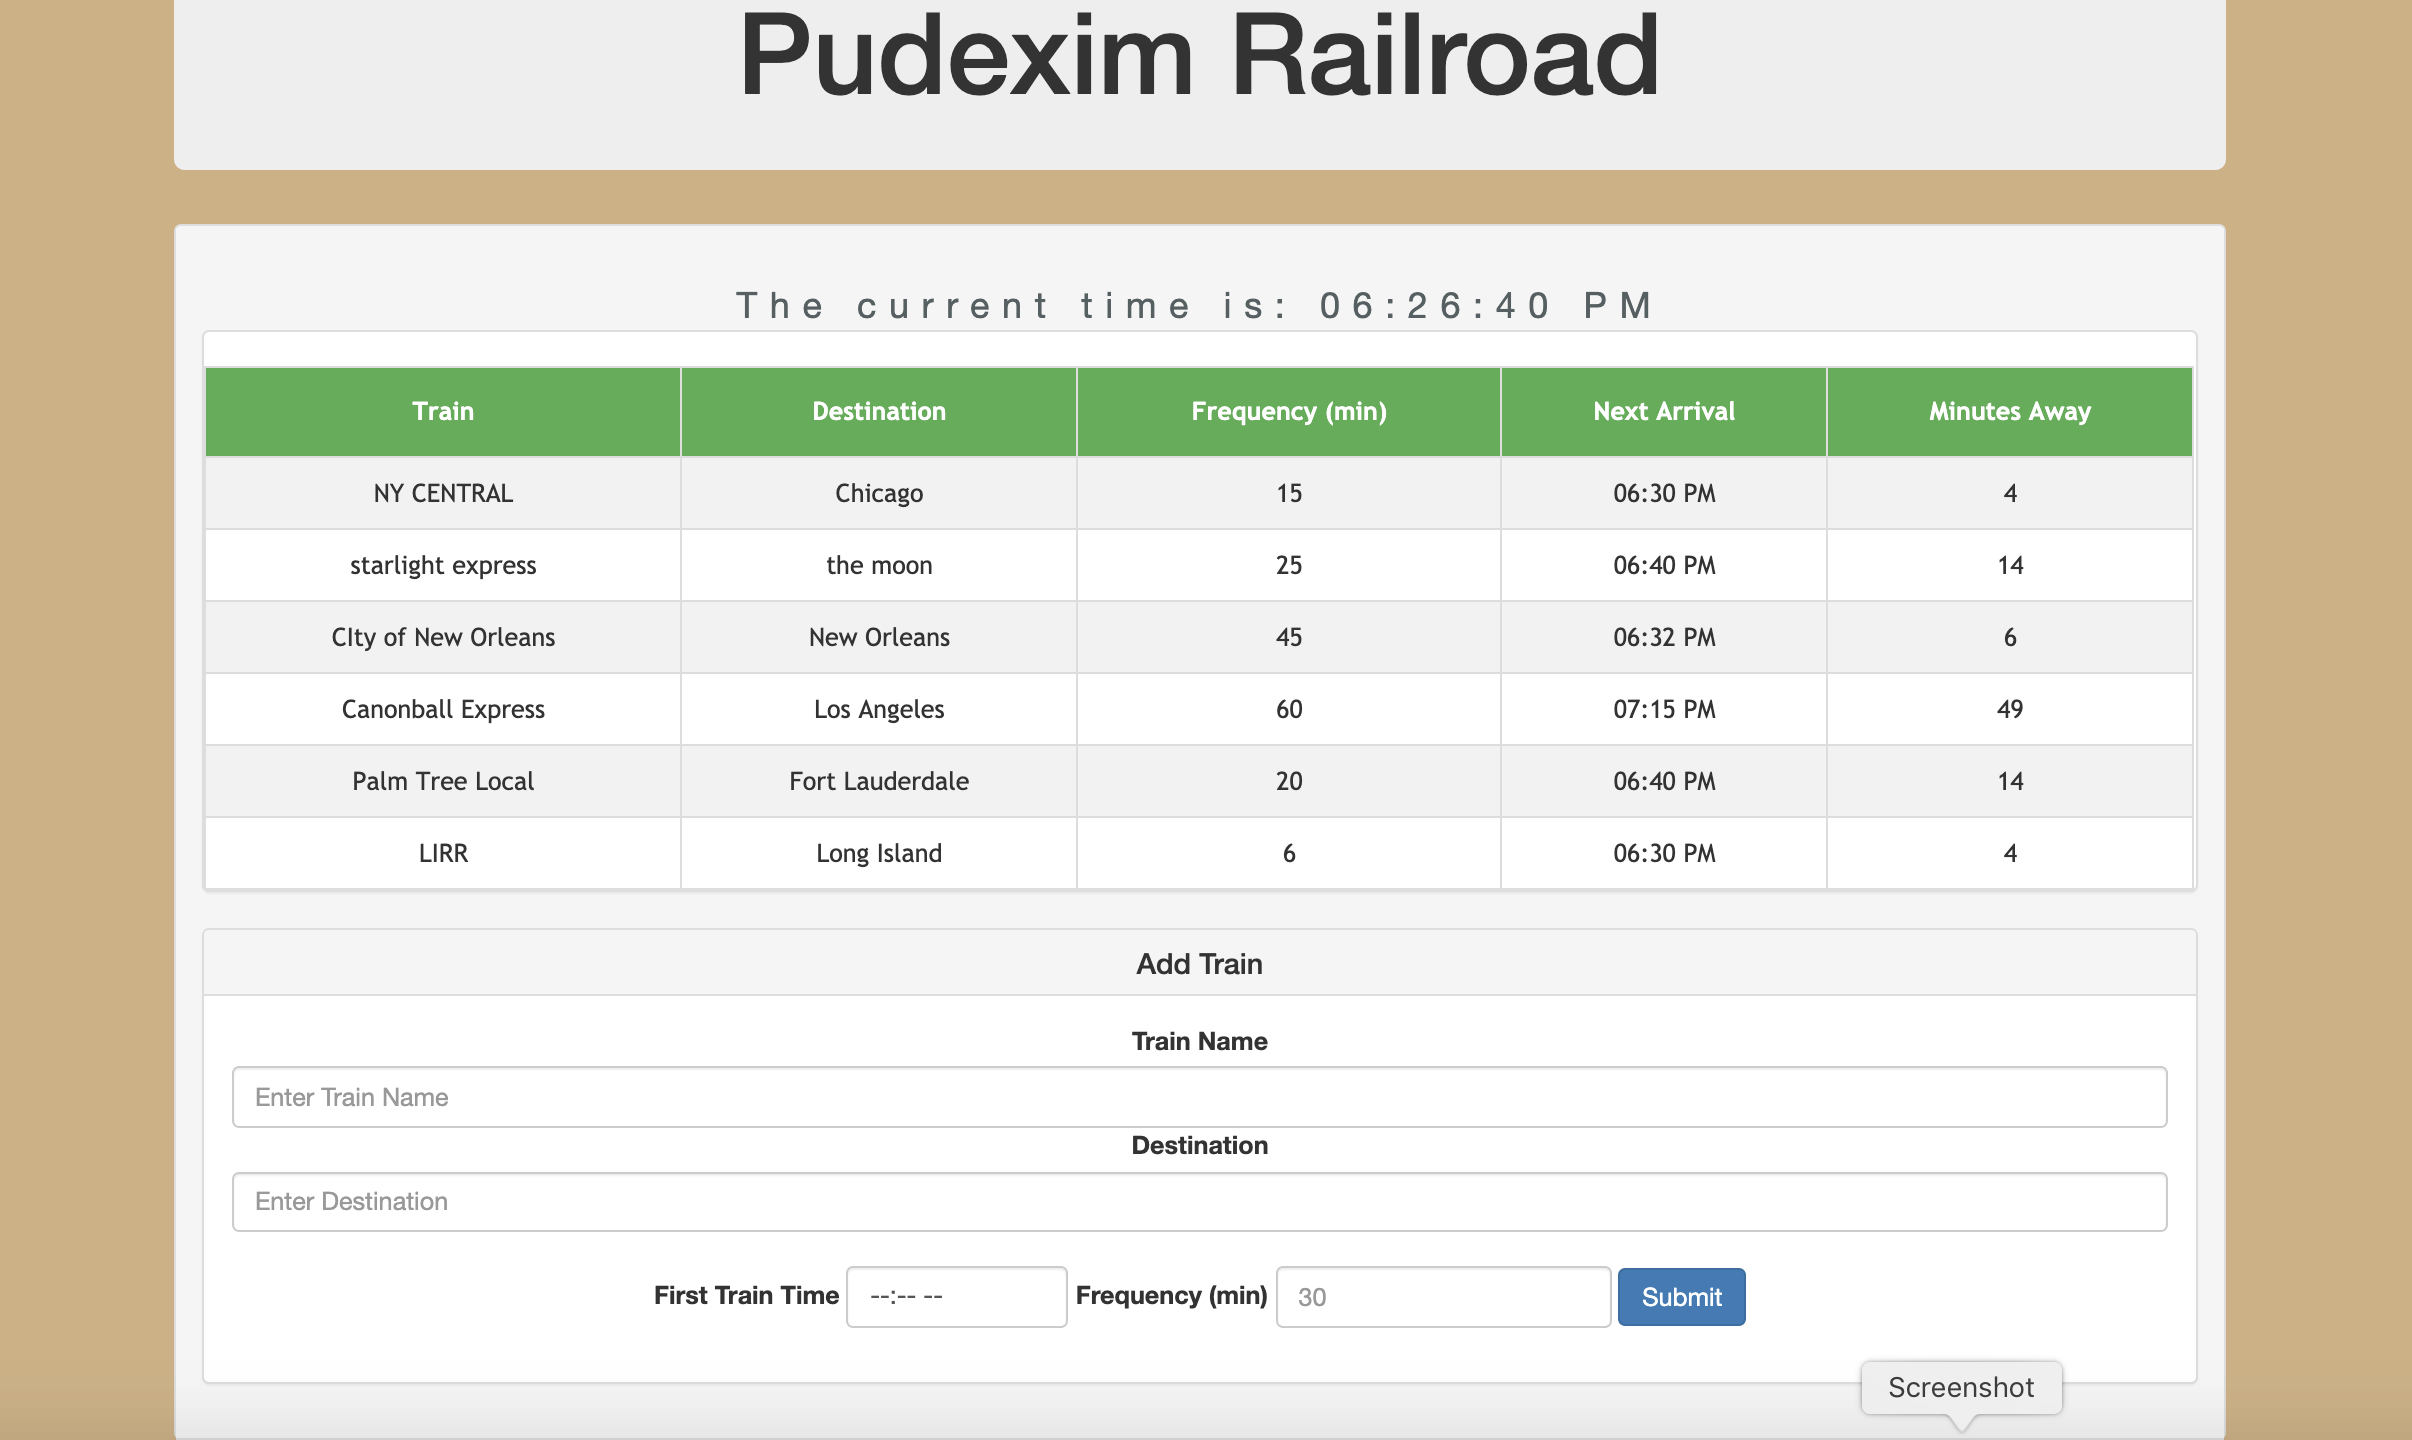 Pudexim Railroad
The current time is: 06:26:40 PM
Train Destination Frequency (min) Next Arrival Minutes Away
NY CENTRAL Chicago 15 06:30 PM 4
starlight express the moon 25 06:40 PM 14
CIty of New Orleans New Orleans 45 06:32 PM 6
Canonball Express Los Angeles 60 07:15 PM 49
Palm Tree Local Fort Lauderdale 20 06:40 PM 14
LIRR Long Island 6 06:30 PM 4
Add Train
Train Name
Enter Train Name
Destination
Enter Destination
First Train Time --:-- -- Frequency (min) 30 Submit
Screenshot